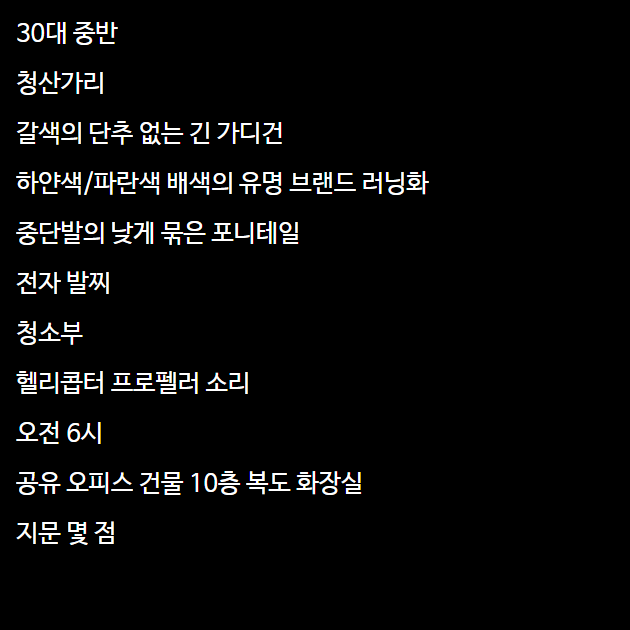 30대 중반
청산가리
갈색의 단추 없는 긴 가디건
하얀색/파란색 배색의 유명 브랜드 러닝화
중단발의 낮게 묶은 포니테일
전자 발찌
청소부
헬리콥터 프로펠러 소리
오전 6시
공유 오피스 건물 10층 복도 화장실
지문 몇 점